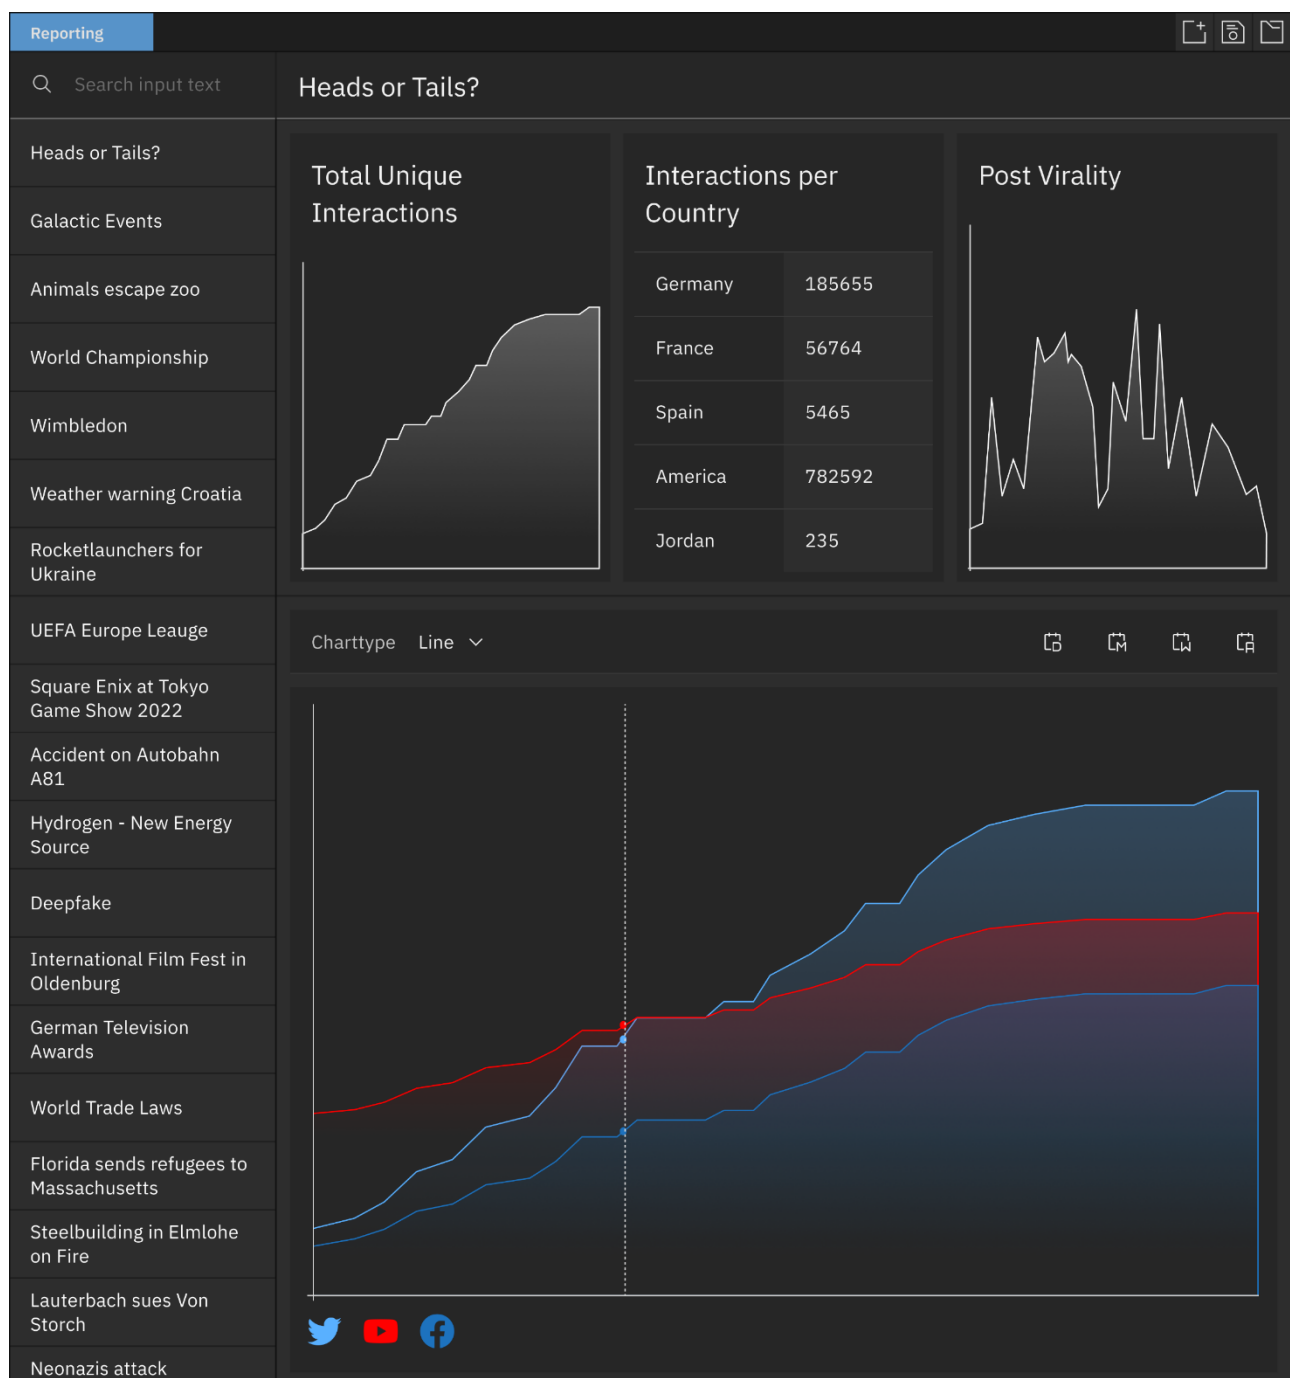 Reporting
Search input text
Heads or Tails?
Heads or Tails?
Galactic Events
Animals escape zoo
World Championship
Wimbledon
Weather warning Croatia
Rocketlaunchers for
Ukraine
UEFA Europe Leauge
Square Enix at Tokyo
Game Show 2022
Accident on Autobahn
A81
Hydrogen - New Energy
Source
Deepfake
International Film Fest in
Oldenburg
German Television
Awards
World Trade Laws
Florida sends refugees to
Massachusetts
Steelbuilding in Elmlohe
on Fire
Lauterbach sues Von
Storch
Neonazis attack
Total Unique
Interactions
Interactions per
Country
Germany 185655
France 56764
Spain 5465
America 782592
Jordan 235
Post Virality
Charttype Line
D M W A